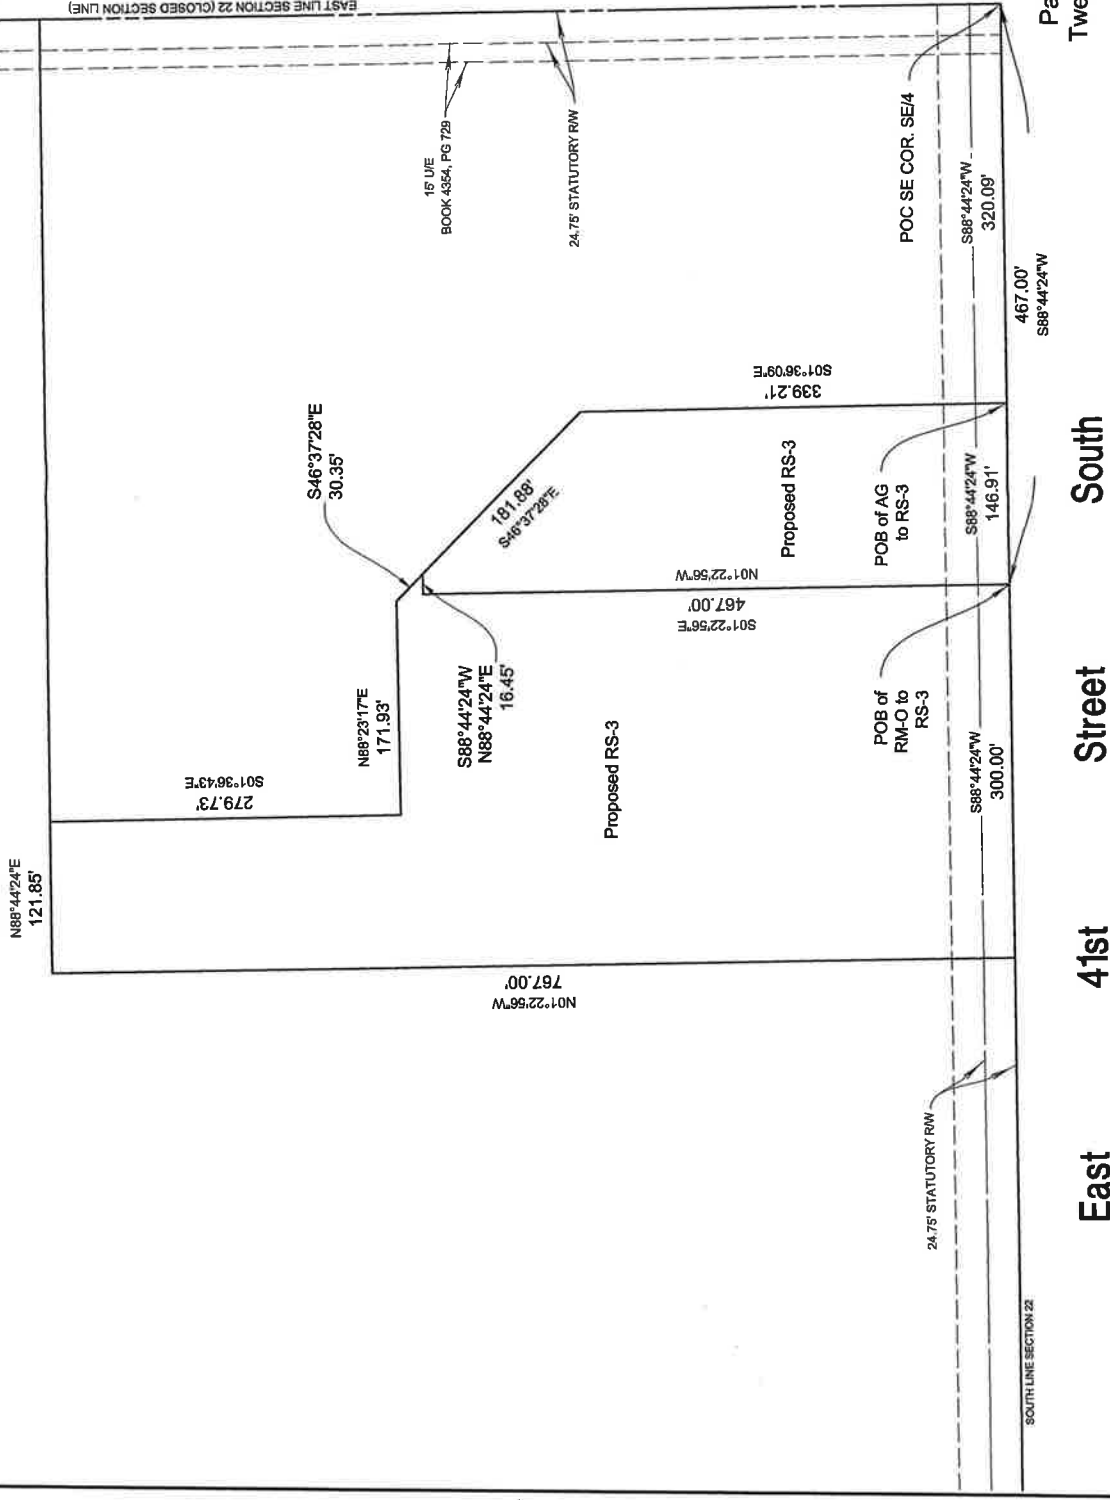 EAST LINE SECTION 22 (CLOSED SECTION LINE)
15' U/E
BOOK 4354, PG 729
24.75' STATUTORY R/W
POC SE COR. SE/4
S88°44'24"W
320.09'
467.00'
S88°44'24"W
S01°36'09"E
339.21'
S46°37'28"E
30.35'
181.88'
S46°37'28"E
Proposed RS-3
POB of AG
to RS-3
S88°44'24"W
146.91'
N01°22'56"W
467.00'
S01°22'56"E
N88°23'17"E
171.93'
S88°44'24"W
N88°44'24"E
16.45'
S01°36'43"E
279.73'
Proposed RS-3
POB of
RM-O to
RS-3
S88°44'24"W
300.00'
N88°44'24"E
121.85'
767.00'
N01°22'56"W
24.75' STATUTORY R/W
SOUTH LINE SECTION 22
East 41st Street South
Pa
Twe